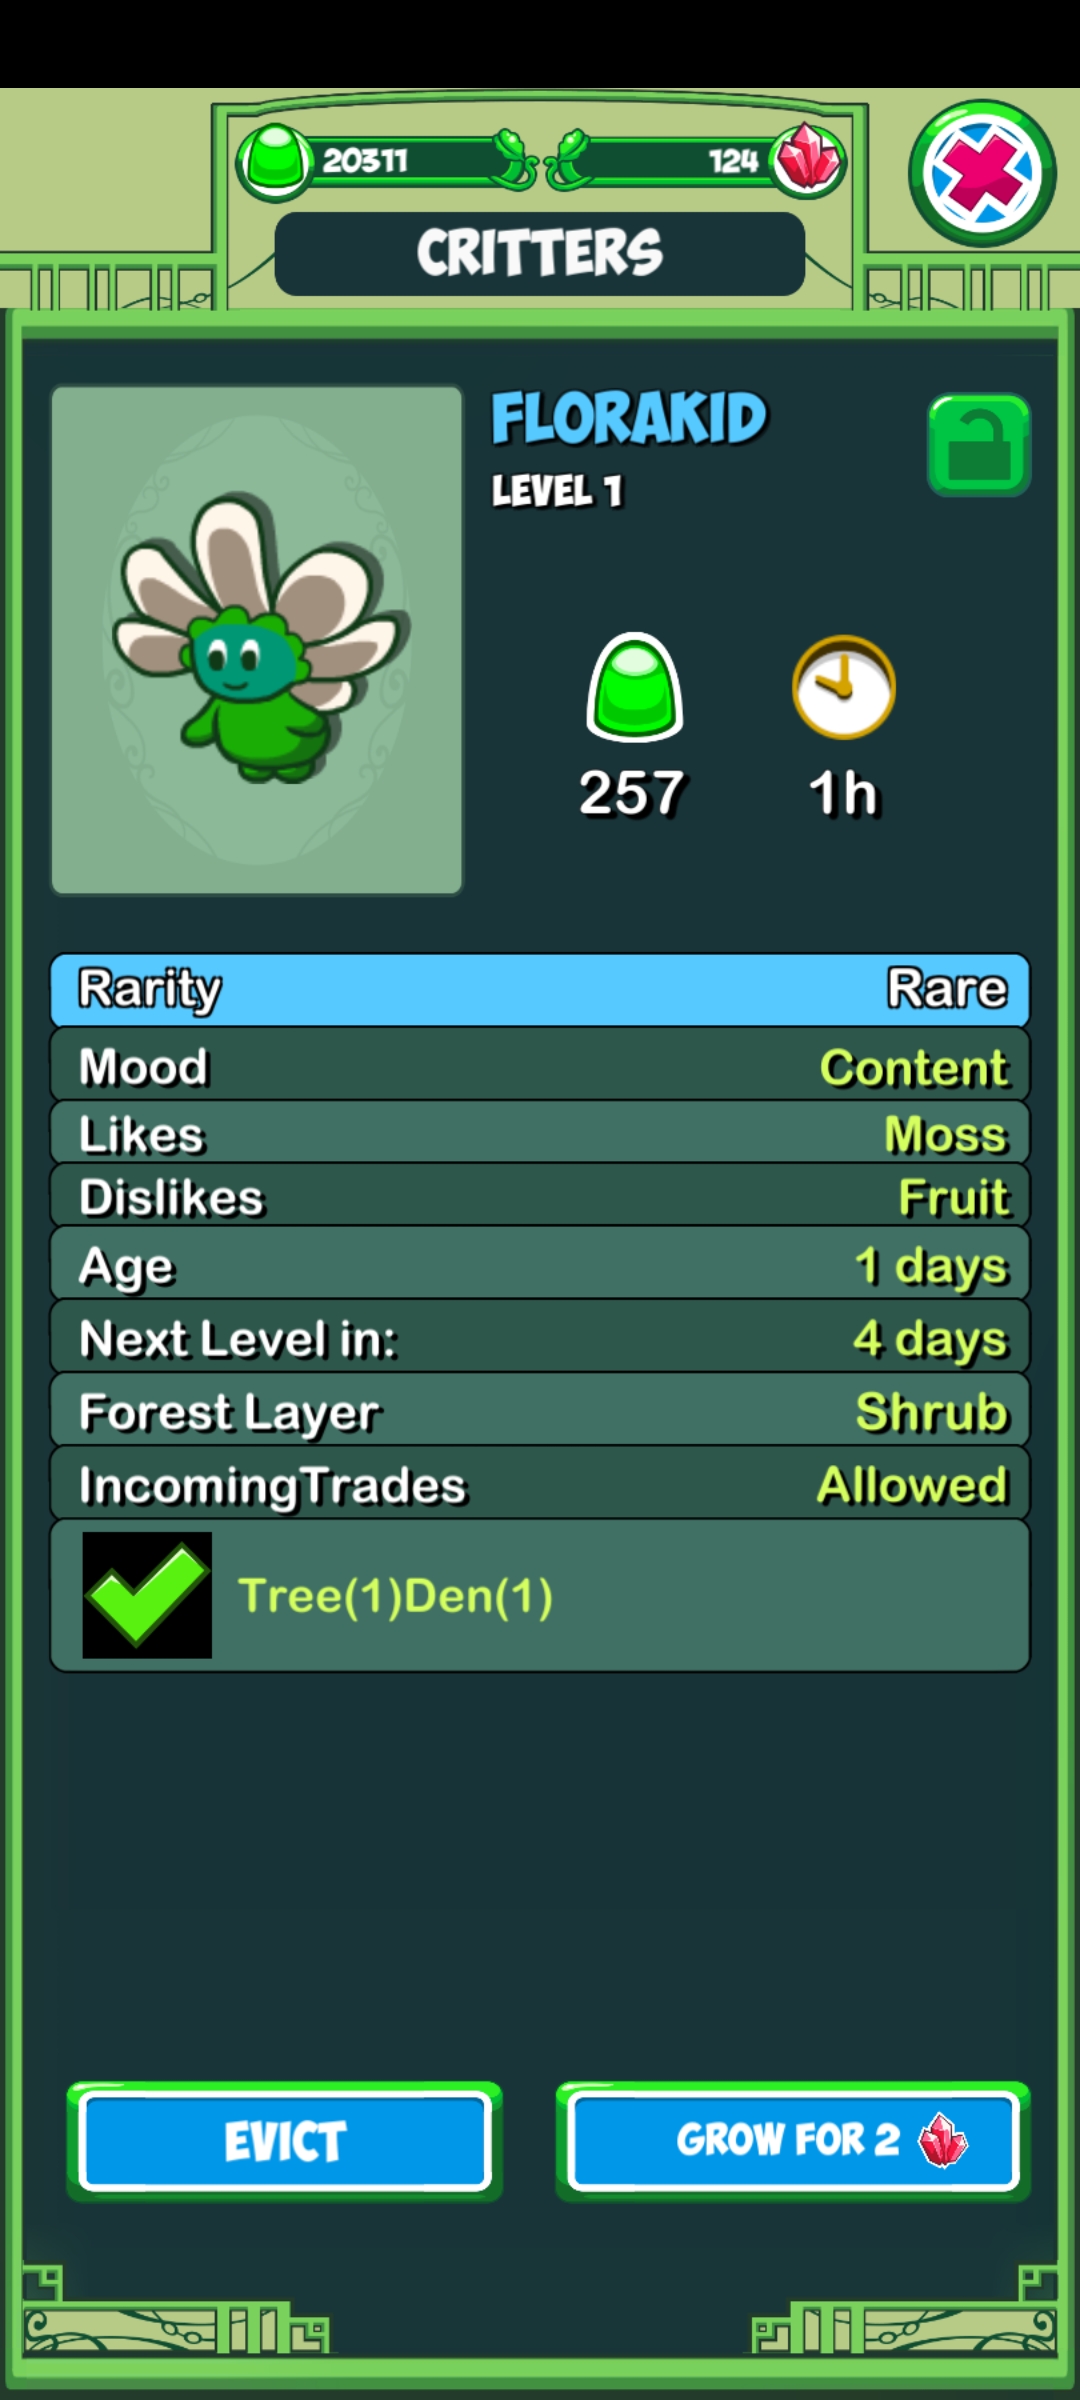 20311
124
CRITTERS
FLORAKID
LEVEL 1
257
1h
Rarity Rare
Mood Content
Likes Moss
Dislikes Fruit
Age 1 days
Next Level in: 4 days
Forest Layer Shrub
IncomingTrades Allowed
Tree(1)Den(1)
EVICT
GROW FOR 2